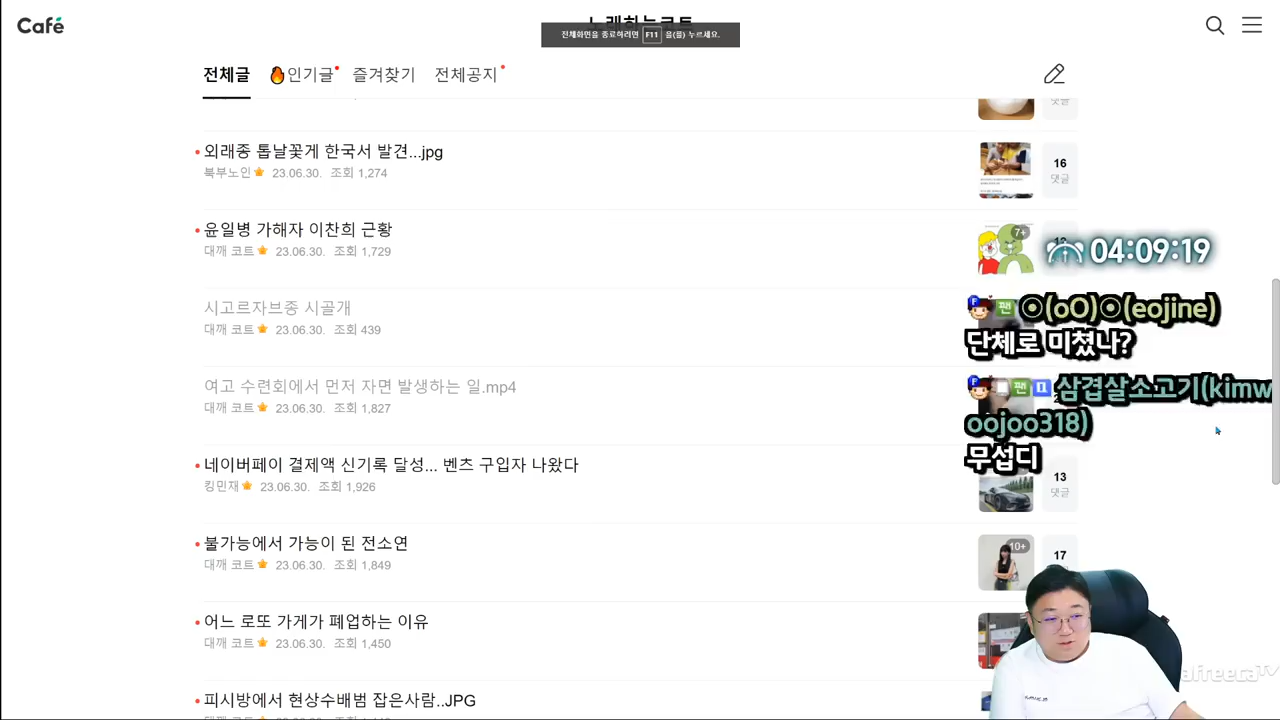 Café
노래하는코트
전체화면을 종료하려면 F11 을(를) 누르세요.
전체글
인기글
즐겨찾기
전체공지
댓글
외래종 톱날꽃게 한국서 발견...jpg
북부노인 23.06.30. 조회 1,274
16
댓글
윤일병 가해자 이찬희 근황
대깨 코트 23.06.30. 조회 1,729
7+
04:09:19
시고르자브종 시골개
대깨 코트 23.06.30. 조회 439
F 팬 ㅇ(oO)ㅇ(eojine)
단체로 미쳤나?
여고 수련회에서 먼저 자면 발생하는 일.mp4
대깨 코트 23.06.30. 조회 1,827
F 팬 삼겹살소고기(kimw
oojoo318)
무섭디
네이버페이 결제액 신기록 달성... 벤츠 구입자 나왔다
킹민재 23.06.30. 조회 1,926
13
댓글
불가능에서 가능이 된 전소연
대깨 코트 23.06.30. 조회 1,849
10+
17
어느 로또 가게가 폐업하는 이유
대깨 코트 23.06.30. 조회 1,450
afreecaTV
피시방에서 현상수배범 잡은사람..JPG